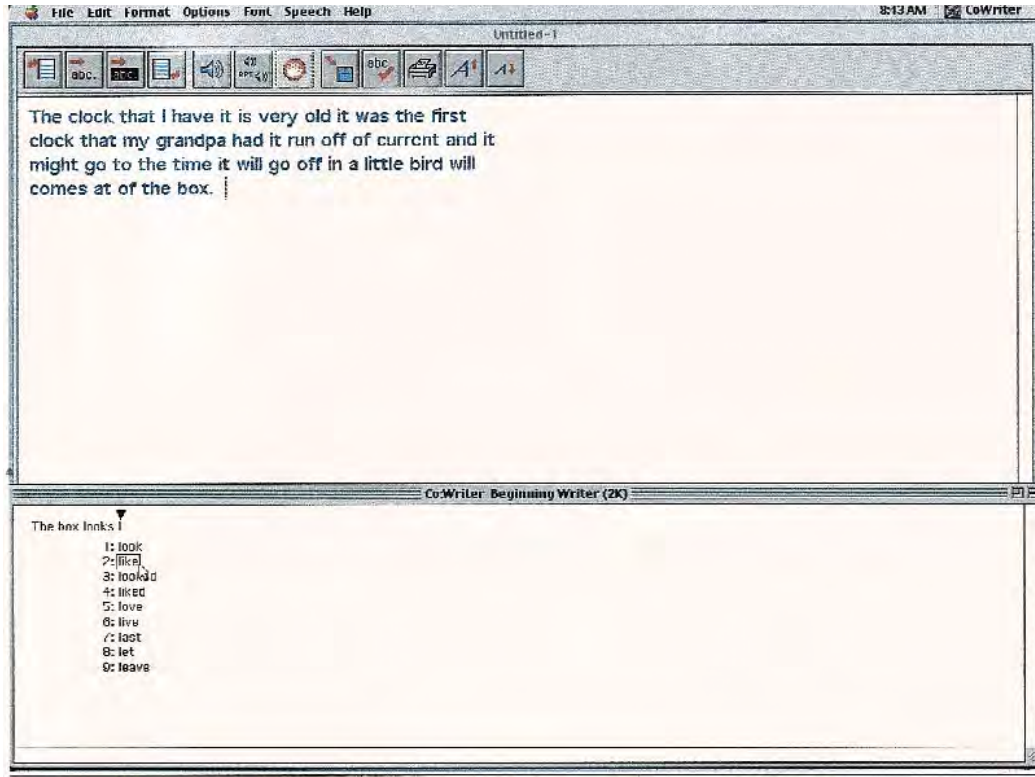 File Edit Format Options Font Speech Help 8:13 AM CoWriter
Untitled-1
abc. abc. abc
The clock that I have it is very old it was the first
clock that my grandpa had it run off of current and it
might go to the time it will go off in a little bird will
comes at of the box.
Co:Writer Beginning Writer (2K)
The box looks l
1: look
2: like
3: looked
4: liked
5: love
6: live
7: last
8: let
9: leave